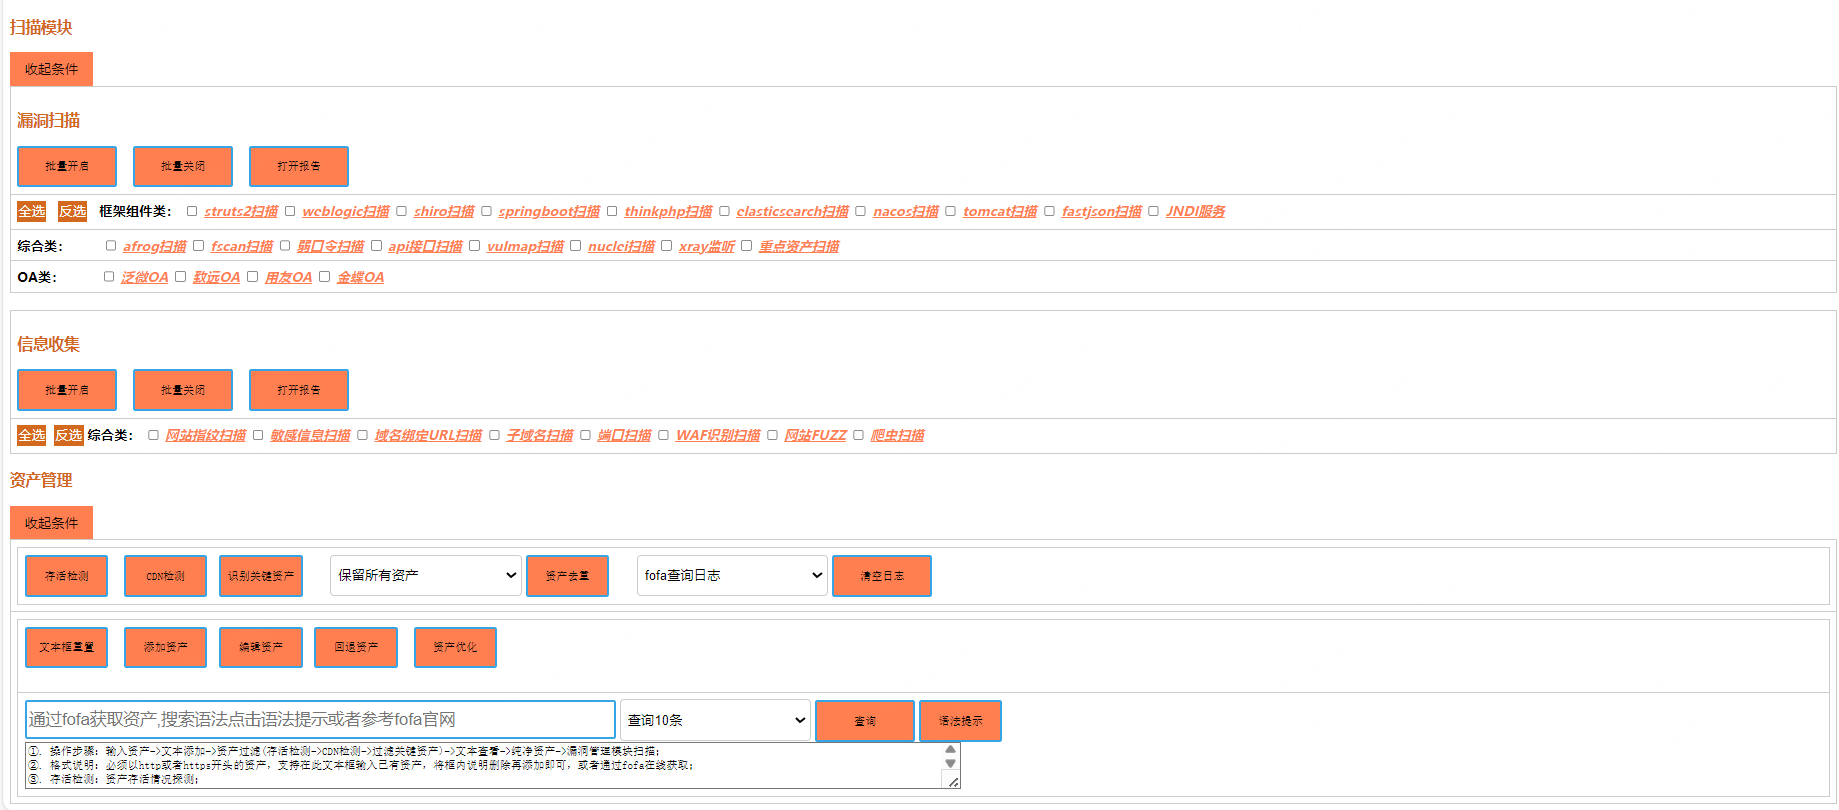 扫描模块
收起条件
漏洞扫描
批量开启 批量关闭 打开报告
全选 反选 框架组件类： struts2扫描 weblogic扫描 shiro扫描 springboot扫描 thinkphp扫描 elasticsearch扫描 nacos扫描 tomcat扫描 fastjson扫描 JNDI服务
综合类： afrog扫描 fscan扫描 弱口令扫描 api接口扫描 vulmap扫描 nuclei扫描 xray监听 重点资产扫描
OA类： 泛微OA 致远OA 用友OA 金蝶OA
信息收集
批量开启 批量关闭 打开报告
全选 反选 综合类： 网站指纹扫描 敏感信息扫描 域名绑定URL扫描 子域名扫描 端口扫描 WAF识别扫描 网站FUZZ 爬虫扫描
资产管理
收起条件
存活检测 CDN检测 识别关键资产 保留所有资产 资产去重 fofa查询日志 清空日志
文本框重置 添加资产 编辑资产 回退资产 资产优化
通过fofa获取资产,搜索语法点击语法提示或者参考fofa官网 查询10条 查询 语法提示
①. 操作步骤：输入资产->文本添加->资产过滤(存活检测->CDN检测->过滤关键资产)->文本查看->纯净资产->漏洞管理模块扫描；
②. 格式说明：必须以http或者https开头的资产，支持在此文本框输入已有资产，将框内说明删除再添加即可，或者通过fofa在线获取；
③. 存活检测：资产存活情况探测；